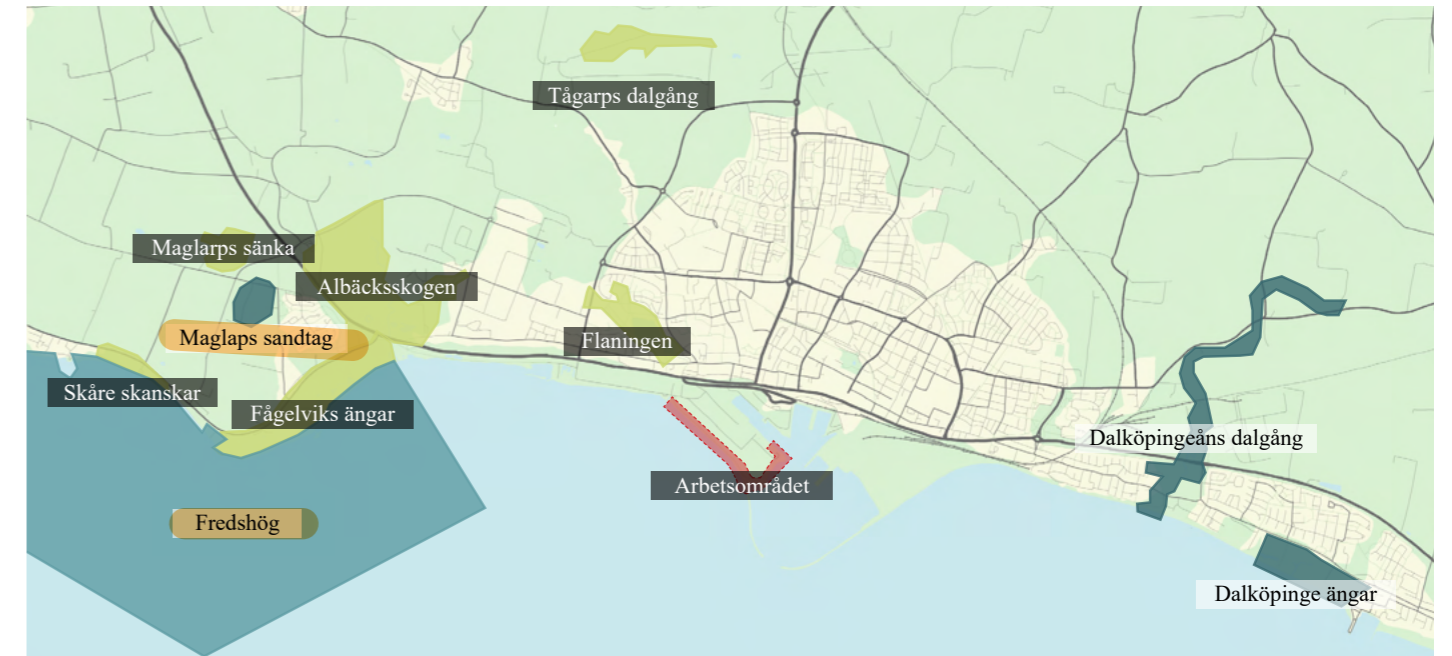 Tågarps dalgång
Maglarps sänka
Albäcksskogen
Maglaps sandtag
Flaningen
Skåre skanskar
Fågelviks ängar
Dalköpingeåns dalgång
Arbetsområdet
Fredshög
Dalköpinge ängar